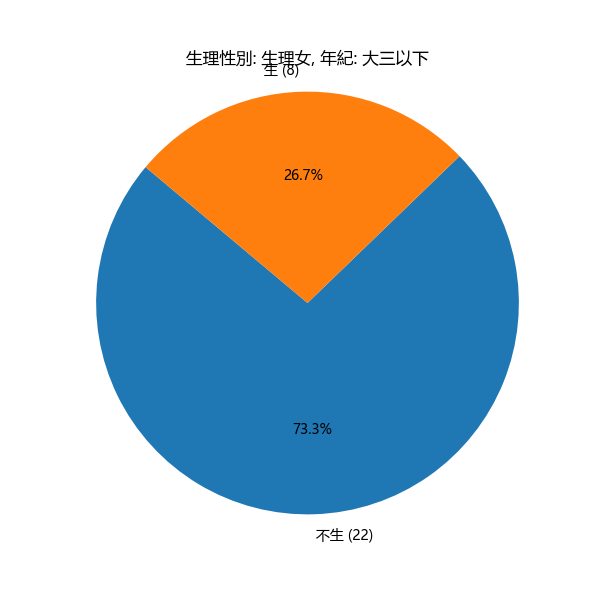 生理性別: 生理女, 年紀: 大三以下
生 (8)
26.7%
73.3%
不生 (22)